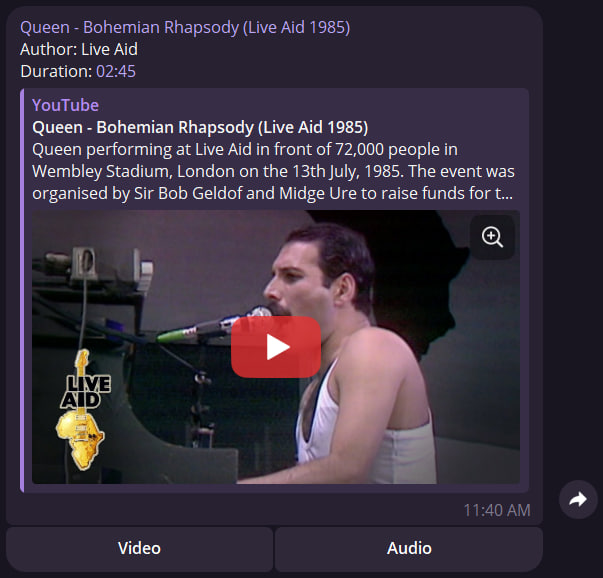 Queen - Bohemian Rhapsody (Live Aid 1985)
Author: Live Aid
Duration: 02:45
YouTube
Queen - Bohemian Rhapsody (Live Aid 1985)
Queen performing at Live Aid in front of 72,000 people in
Wembley Stadium, London on the 13th July, 1985. The event was
organised by Sir Bob Geldof and Midge Ure to raise funds for t...
LIVE
AID
11:40 AM
Video
Audio